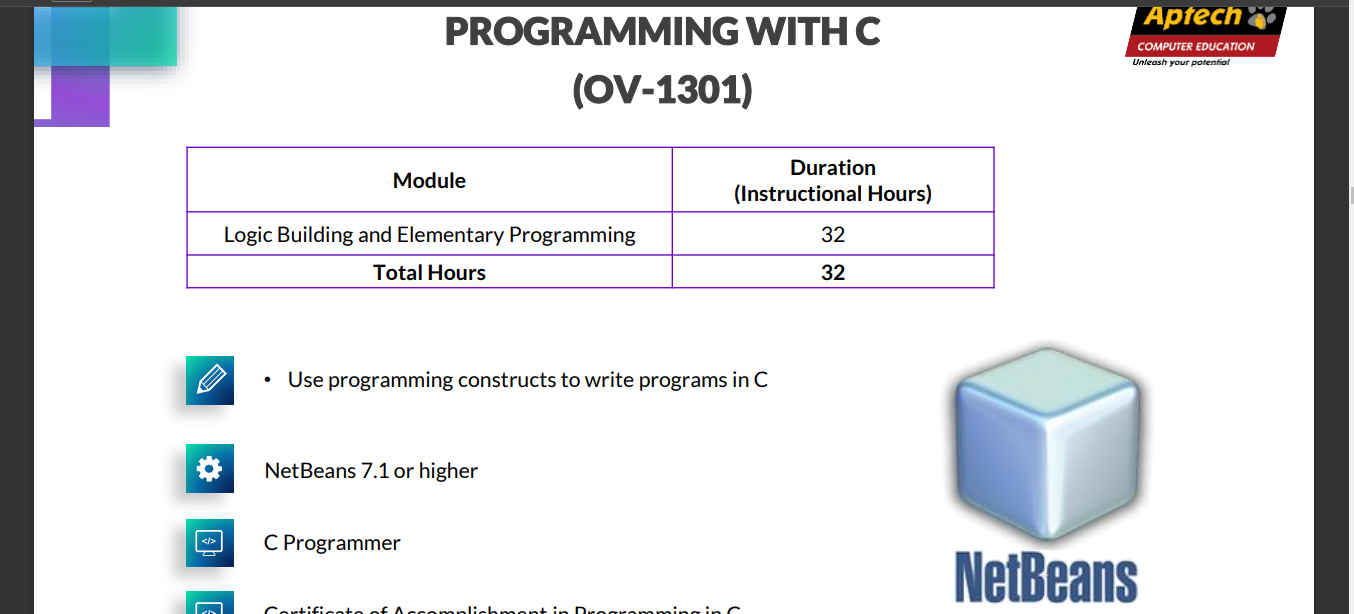 PROGRAMMING WITH C
(OV-1301)
Aptech
COMPUTER EDUCATION
Unleash your potential
Module
Duration
(Instructional Hours)
Logic Building and Elementary Programming
32
Total Hours
32
• Use programming constructs to write programs in C
NetBeans 7.1 or higher
</>
C Programmer
</>
Certificate of Accomplishment in Programming in C
NetBeans